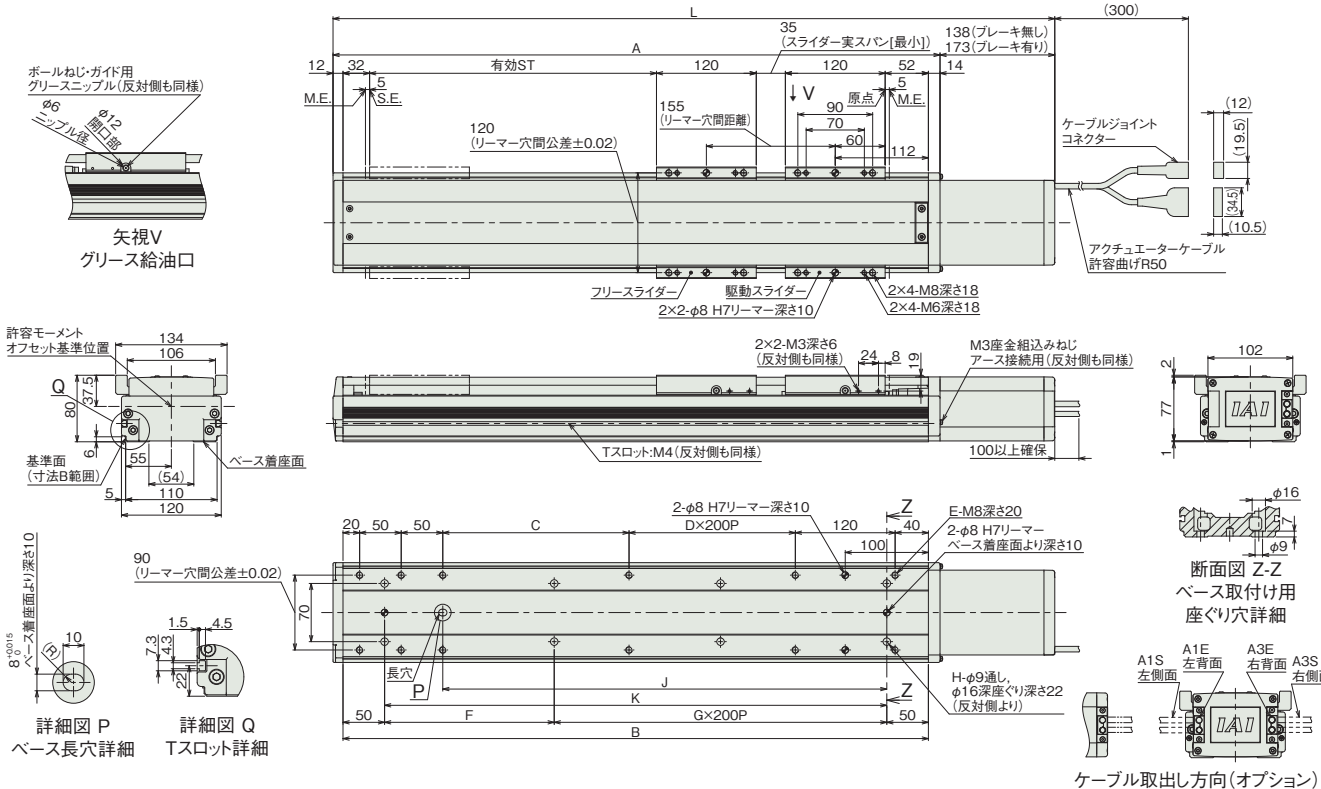 L
(300)
35
(スライダー実スパン[最小])
138(ブレーキ無し)
173(ブレーキ有り)
A
12
32
有効ST
120
120
52
14
5
M.E.
S.E.
5
原点
M.E.
V
155
(リーマー穴間距離)
90
70
60
112
120
(リーマー穴間公差±0.02)
ケーブルジョイント
コネクター
(12)
(19.5)
(34.5)
(10.5)
アクチュエーターケーブル
許容曲げR50
ボールねじ・ガイド用
グリースニップル(反対側も同様)
φ6
ニップル径
φ12
開口部
矢視V
グリース給油口
フリースライダー
駆動スライダー
2×4-M8深さ18
2×2-φ8 H7リーマー深さ10
2×4-M6深さ18
許容モーメント
オフセット基準位置
134
106
Q
80
37.5
6
基準面
(寸法B範囲)
55
(54)
ベース着座面
5
110
120
2×2-M3深さ6
(反対側も同様)
24
8
19
M3座金組込みねじ
アース接続用(反対側も同様)
Tスロット:M4(反対側も同様)
100以上確保
2
77
1
102
IAI
2-φ8 H7リーマー深さ10
Z
E-M8深さ20
2-φ8 H7リーマー
ベース着座面より深さ10
20
50
50
C
D×200P
120
40
100
90
(リーマー穴間公差±0.02)
70
長穴
P
J
K
Z
H-φ9通し,
φ16深座ぐり深さ22
(反対側より)
50
F
G×200P
50
B
8 +0.015 0
ベース着座面より深さ10
10
(R)
詳細図 P
ベース長穴詳細
1.5
4.5
7.3
4.3
22
詳細図 Q
Tスロット詳細
φ16
7
φ9
断面図 Z-Z
ベース取付け用
座ぐり穴詳細
A1S
左側面
A1E
左背面
A3E
右背面
A3S
右側面
IAI
ケーブル取出し方向(オプション)